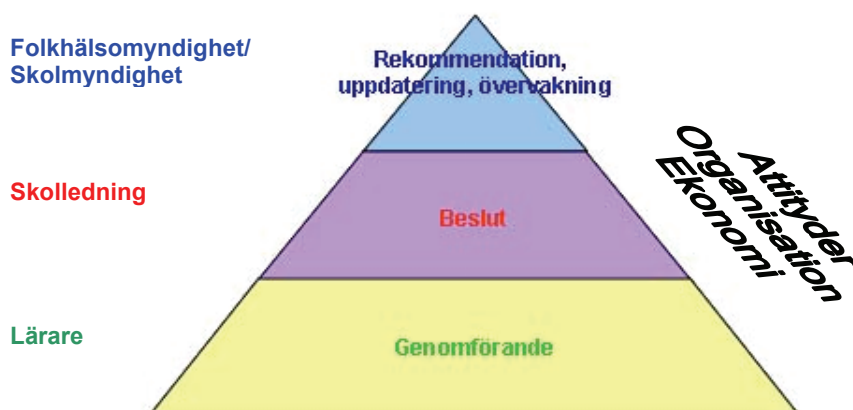 Folkhälsomyndighet/
Skolmyndighet
Rekommendation,
uppdatering, övervakning
Skolledning
Beslut
Attityder
Organisation
Ekonomi
Lärare
Genomförande